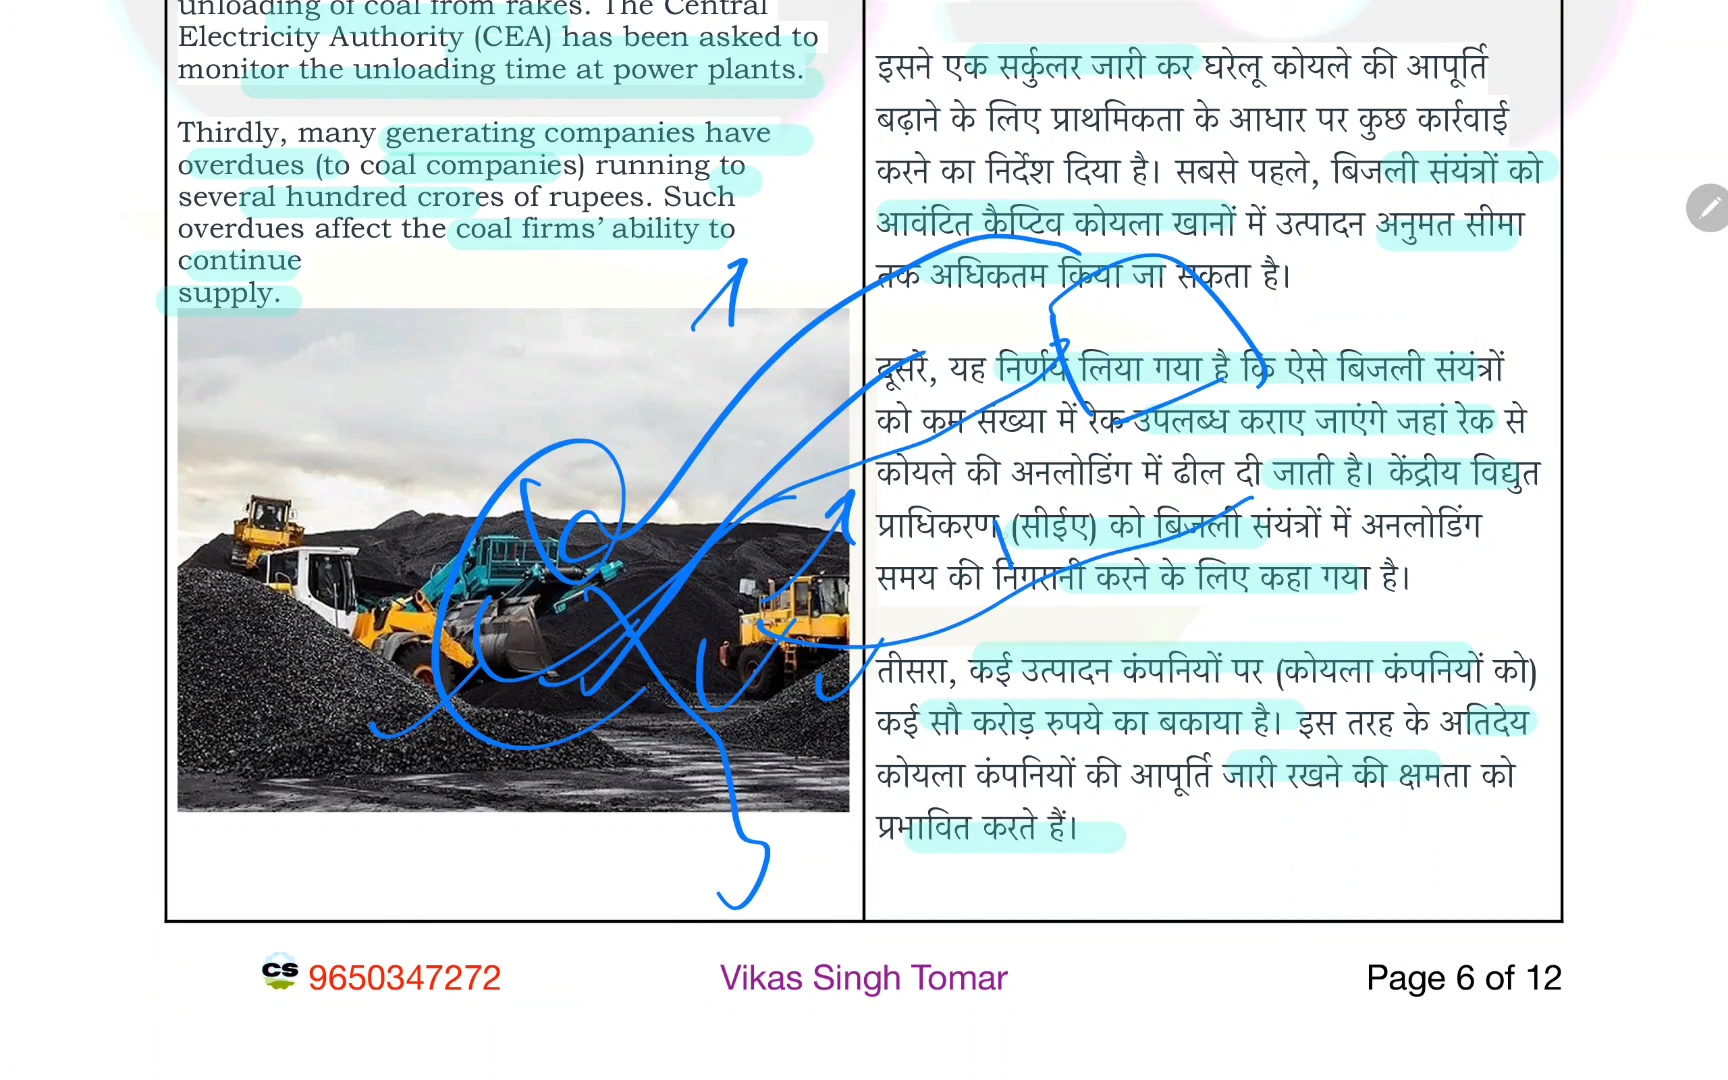 unloading of coal from rakes. The Central
Electricity Authority (CEA) has been asked to
monitor the unloading time at power plants.
Thirdly, many generating companies have
overdues (to coal companies) running to
several hundred crores of rupees. Such
overdues affect the coal firms’ ability to
continue
supply.
इसने एक सर्कुलर जारी कर घरेलू कोयले की आपूर्ति
बढ़ाने के लिए प्राथमिकता के आधार पर कुछ कार्रवाई
करने का निर्देश दिया है। सबसे पहले, बिजली संयंत्रों को
आवंटित कैप्टिव कोयला खानों में उत्पादन अनुमत सीमा
तक अधिकतम किया जा सकता है।
दूसरे, यह निर्णय लिया गया है कि ऐसे बिजली संयंत्रों
को कम संख्या में रेक उपलब्ध कराए जाएंगे जहां रेक से
कोयले की अनलोडिंग में ढील दी जाती है। केंद्रीय विद्युत
प्राधिकरण (सीईए) को बिजली संयंत्रों में अनलोडिंग
समय की निगरानी करने के लिए कहा गया है।
तीसरा, कई उत्पादन कंपनियों पर (कोयला कंपनियों को)
कई सौ करोड़ रुपये का बकाया है। इस तरह के अतिदेय
कोयला कंपनियों की आपूर्ति जारी रखने की क्षमता को
प्रभावित करते हैं।
CS 9650347272 Vikas Singh Tomar Page 6 of 12